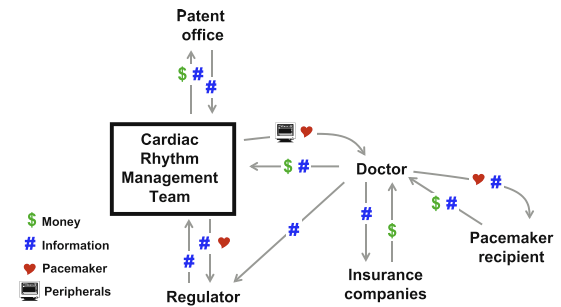 Patent
office
$ #
#
Cardiac
Rhythm
Management
Team
$ #
Doctor
#
$ #
#
#
$
Pacemaker
recipient
$ Money
# Information
Pacemaker
Peripherals
#
#
Regulator
Insurance
companies